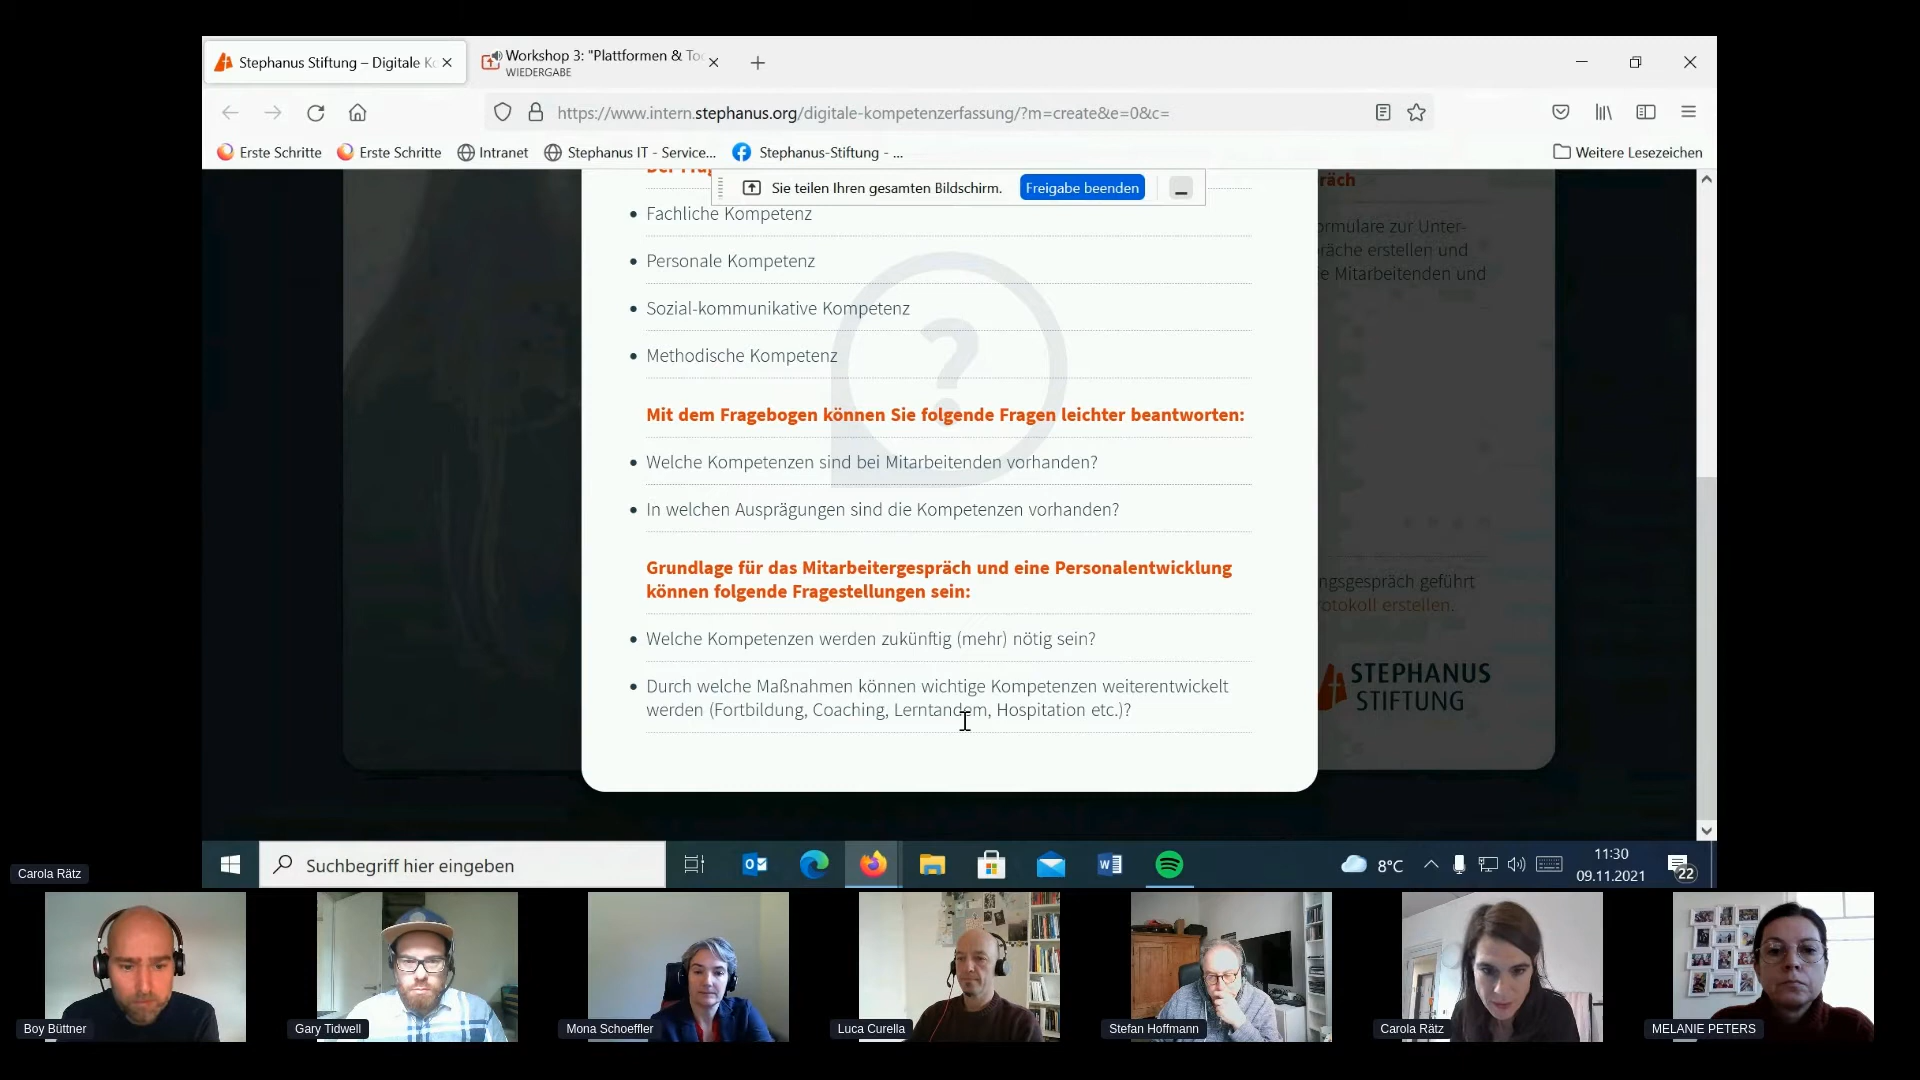 Stephanus Stiftung – Digitale Ko
Workshop 3: "Plattformen & Too
WIEDERGABE
https://www.intern.stephanus.org/digitale-kompetenzerfassung/?m=create&e=0&c=
Erste Schritte
Erste Schritte
Intranet
Stephanus IT - Service...
Stephanus-Stiftung - ...
Weitere Lesezeichen
Sie teilen Ihren gesamten Bildschirm.
Freigabe beenden
räch
Fachliche Kompetenz
Personale Kompetenz
Sozial-kommunikative Kompetenz
Methodische Kompetenz
Mit dem Fragebogen können Sie folgende Fragen leichter beantworten:
Welche Kompetenzen sind bei Mitarbeitenden vorhanden?
In welchen Ausprägungen sind die Kompetenzen vorhanden?
Grundlage für das Mitarbeitergespräch und eine Personalentwicklung
können folgende Fragestellungen sein:
Welche Kompetenzen werden zukünftig (mehr) nötig sein?
Durch welche Maßnahmen können wichtige Kompetenzen weiterentwickelt
werden (Fortbildung, Coaching, Lerntandem, Hospitation etc.)?
ormulare zur Unter-
räche erstellen und
e Mitarbeitenden und
ngsgespräch geführt
otokoll erstellen.
STEPHANUS
STIFTUNG
Suchbegriff hier eingeben
8°C
11:30
09.11.2021
22
Carola Rätz
Boy Büttner
Gary Tidwell
Mona Schoeffler
Luca Curella
Stefan Hoffmann
Carola Rätz
MELANIE PETERS